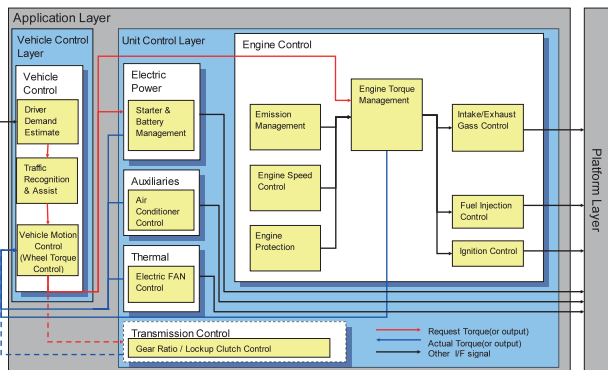 Application Layer
Vehicle Control
Layer
Vehicle
Control
Driver
Demand
Estimate
Traffic
Recognition
& Assist
Vehicle Motion
Control
(Wheel Torque
Control)
Unit Control Layer
Electric
Power
Starter &
Battery
Management
Auxiliaries
Air
Conditioner
Control
Thermal
Electric FAN
Control
Transmission Control
Gear Ratio / Lockup Clutch Control
Engine Control
Emission
Management
Engine Speed
Control
Engine
Protection
Engine Torque
Management
Intake/Exhaust
Gas Control
Fuel Injection
Control
Ignition Control
Request Torque(or output)
Actual Torque(or output)
Other I/F signal
Platform Layer